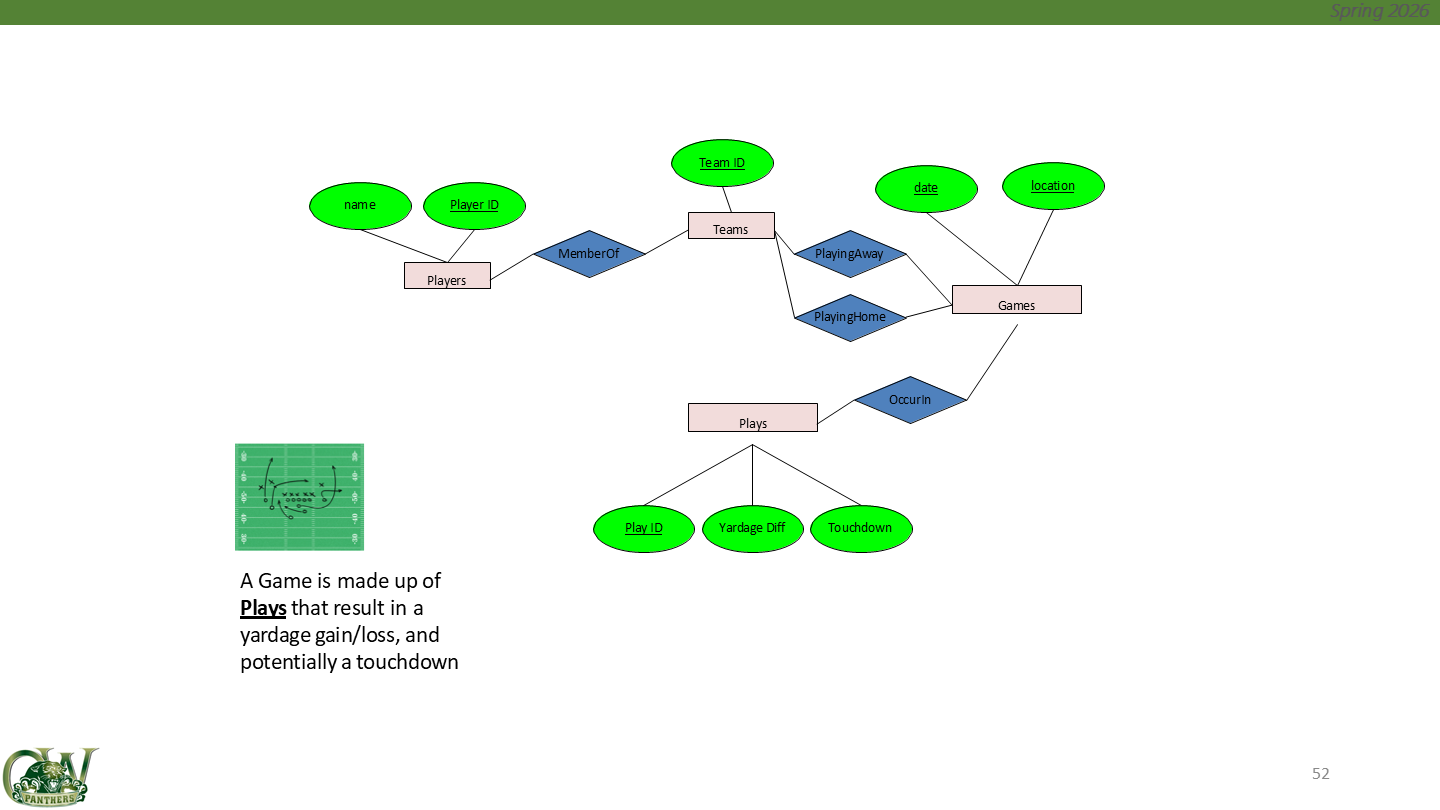 Spring 2026
Team ID
date
location
name
Player ID
Teams
MemberOf
PlayingAway
Players
Games
PlayingHome
OccurIn
Plays
Play ID
Yardage Diff
Touchdown
A Game is made up of
Plays that result in a
yardage gain/loss, and
potentially a touchdown
OW
PANTHERS
52